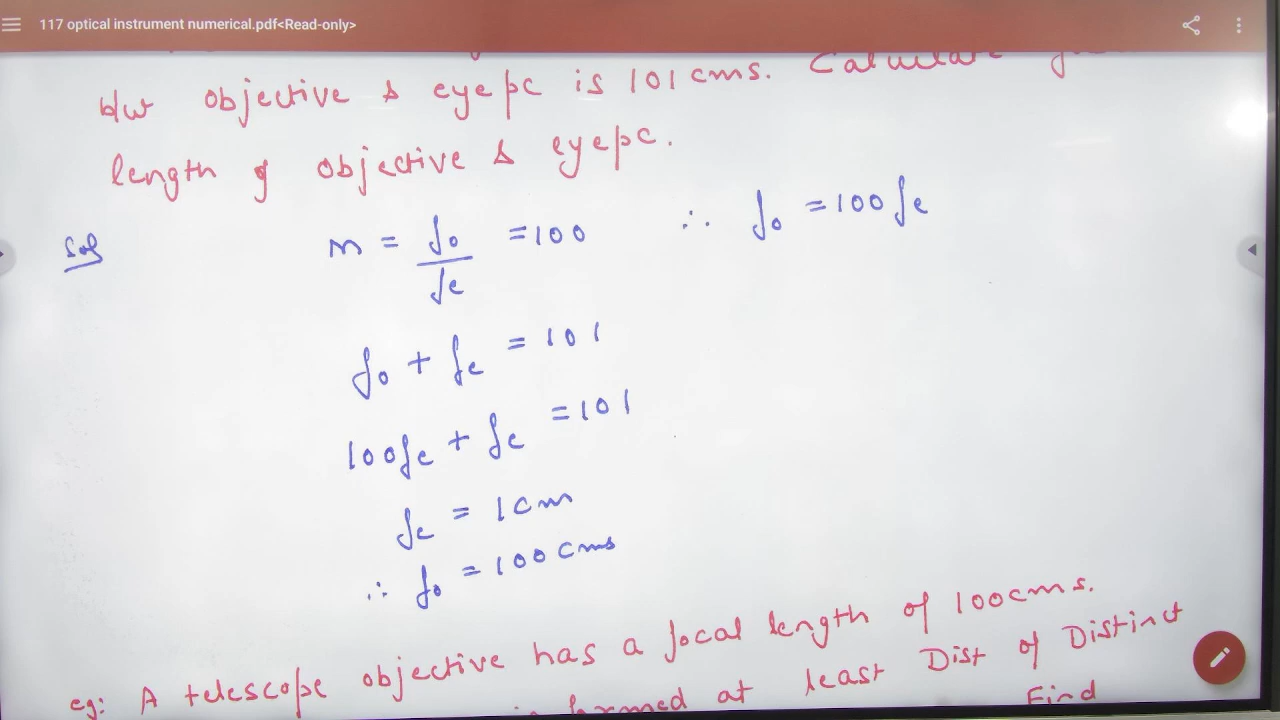 117 optical instrument numerical.pdf<Read-only>
b/w objective & eyepc is 101 cms. Calculate
length of objective & eyepc.
Sol m = fo/fe = 100 ∴ fo = 100 fe
fo + fe = 101
100fe + fe = 101
fe = 1cm
∴ fo = 100 cms
eg: A telescope objective has a focal length of 100cms.
formed at least Dist of Distinct
Find